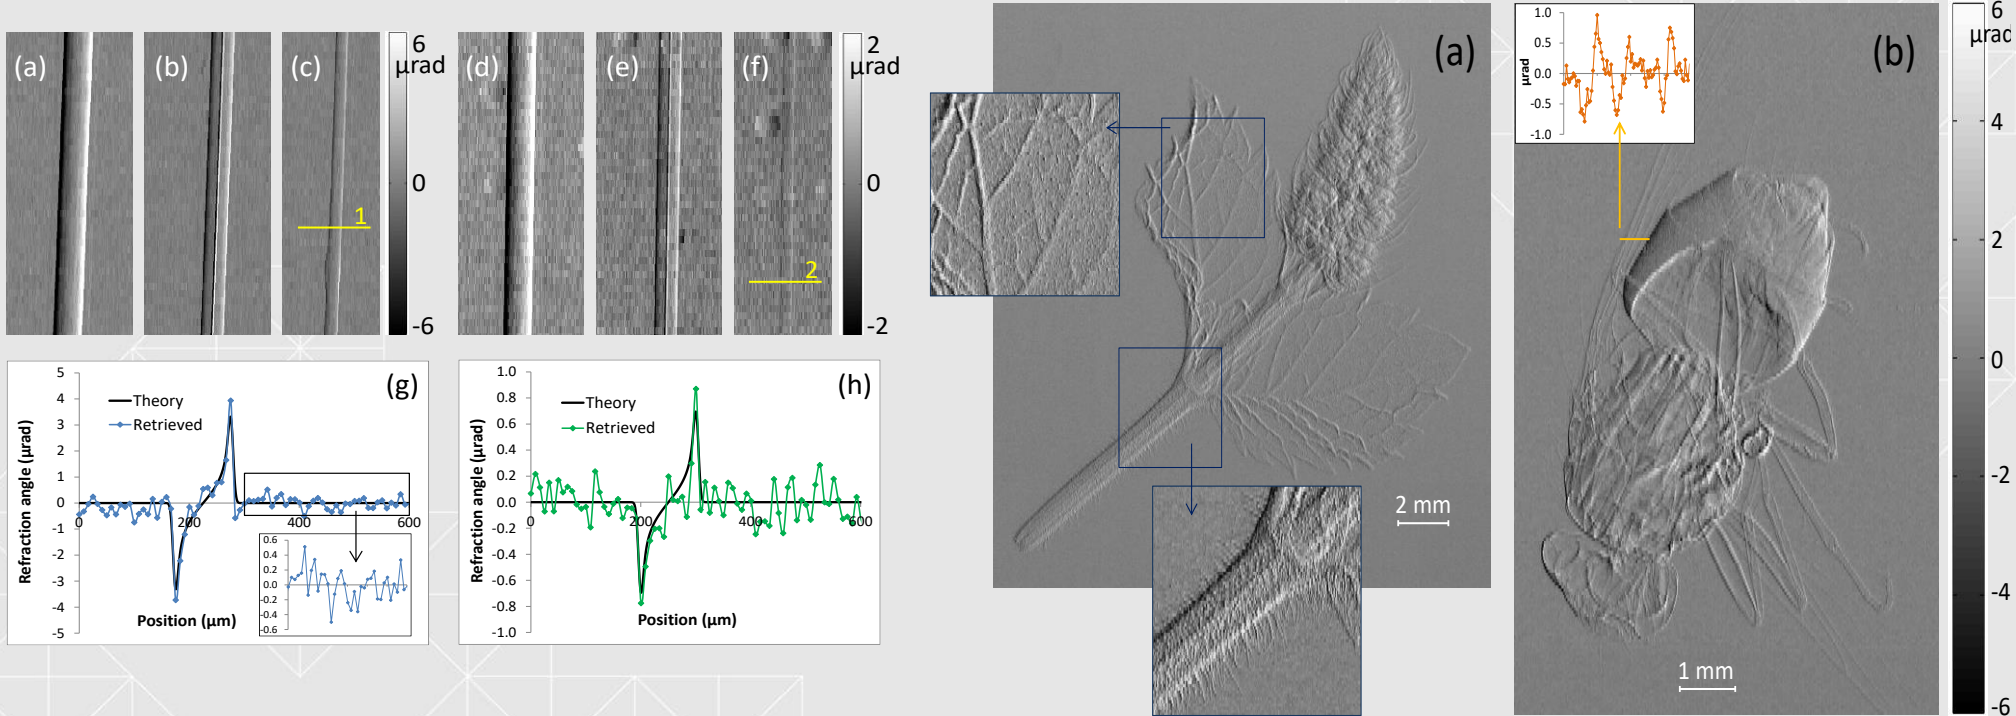 (a)
(b)
(c)
6
µrad
0
-6
1
(d)
(e)
(f)
2
µrad
0
-2
2
(g)
5
4
3
2
1
0
-1
-2
-3
-4
-5
0
200
400
600
Theory
Retrieved
Refraction angle (µrad)
Position (µm)
0.6
0.4
0.2
0.0
-0.2
-0.4
-0.6
(h)
1.0
0.8
0.6
0.4
0.2
0.0
-0.2
-0.4
-0.6
-0.8
-1.0
0
200
400
600
Theory
Retrieved
Refraction angle (µrad)
Position (µm)
(a)
2 mm
1.0
0.5
0.0
-0.5
-1.0
µrad
(b)
1 mm
6
µrad
4
2
0
-2
-4
-6